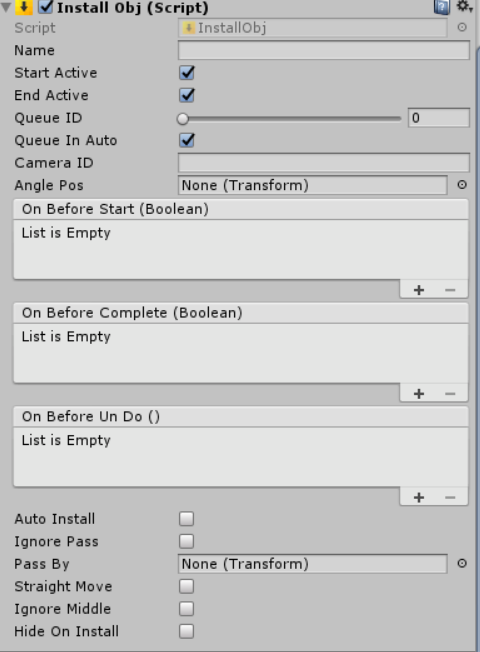 Install Obj (Script)
Script InstallObj
Name
Start Active
End Active
Queue ID 0
Queue In Auto
Camera ID
Angle Pos None (Transform)
On Before Start (Boolean)
List is Empty
+ −
On Before Complete (Boolean)
List is Empty
+ −
On Before Un Do ()
List is Empty
+ −
Auto Install
Ignore Pass
Pass By None (Transform)
Straight Move
Ignore Middle
Hide On Install